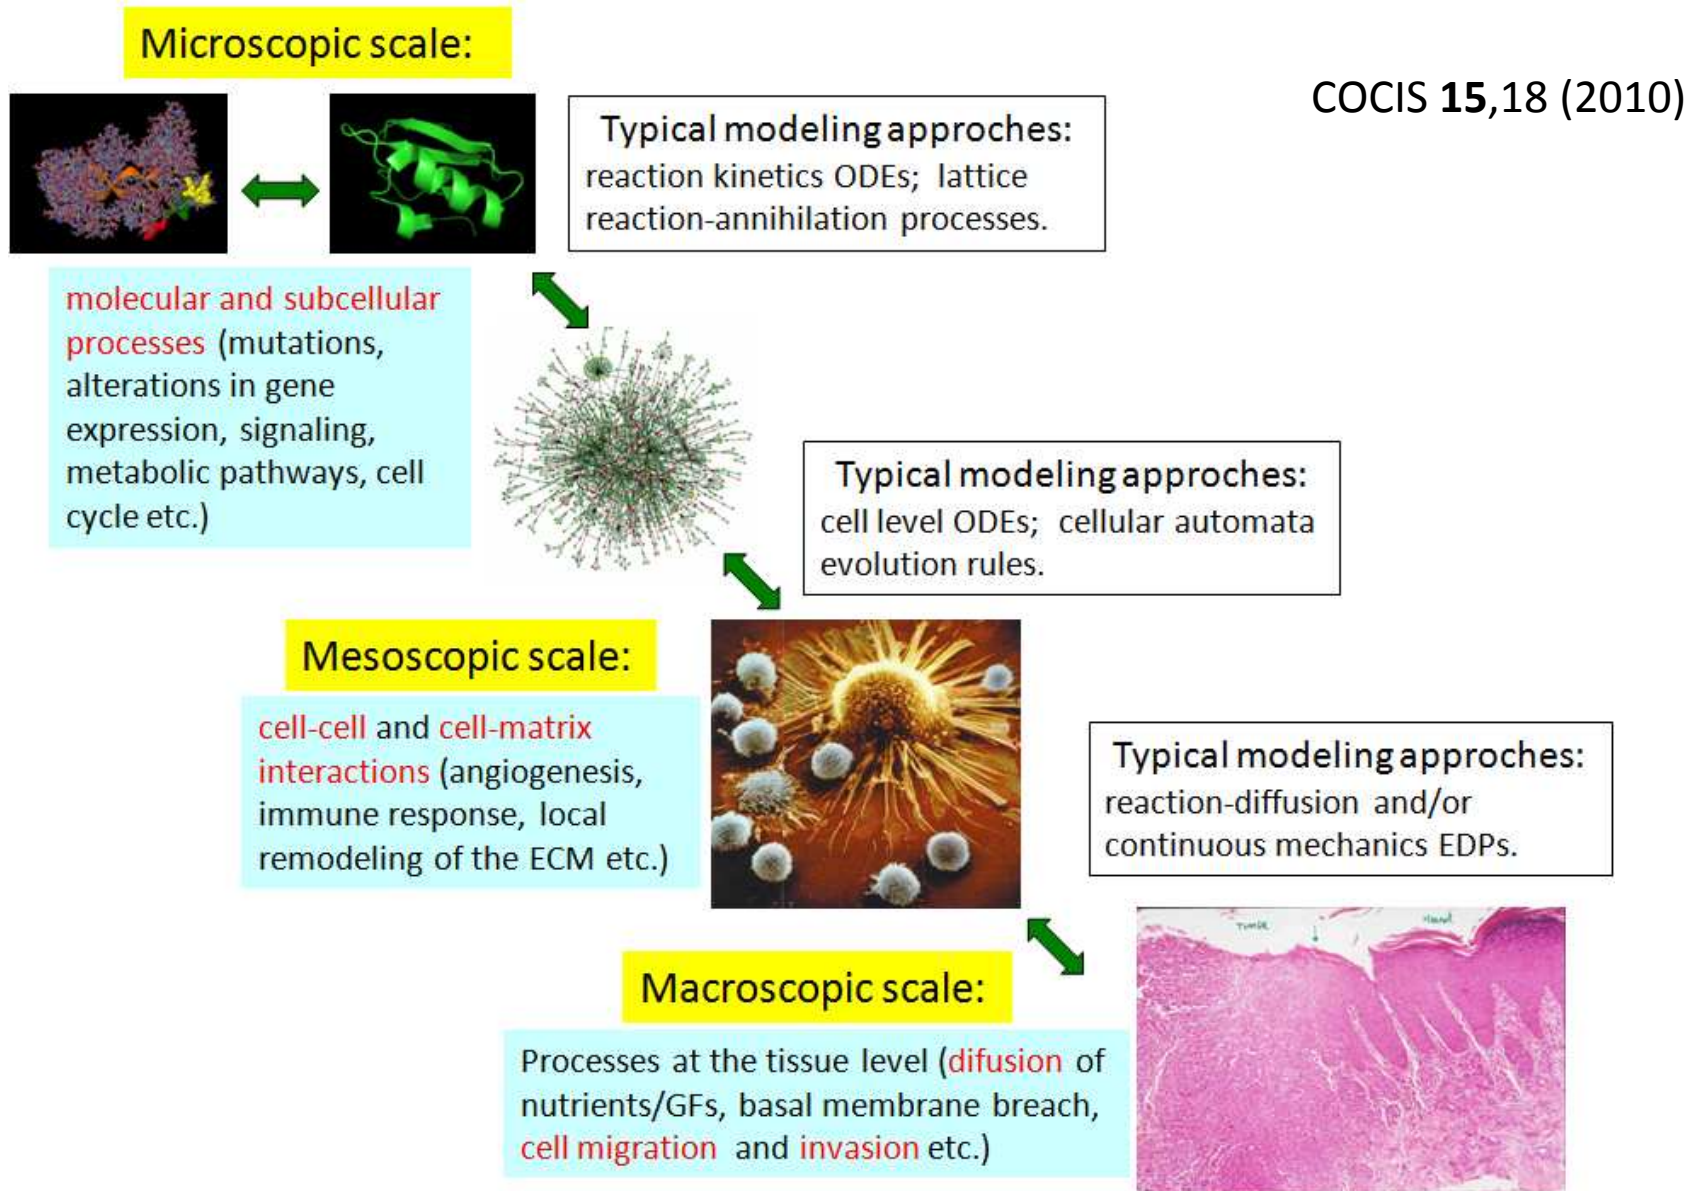 Microscopic scale:
COCIS 15,18 (2010)
Typical modeling approches:
reaction kinetics ODEs; lattice
reaction-annihilation processes.
molecular and subcellular
processes (mutations,
alterations in gene
expression, signaling,
metabolic pathways, cell
cycle etc.)
Typical modeling approches:
cell level ODEs; cellular automata
evolution rules.
Mesoscopic scale:
cell-cell and cell-matrix
interactions (angiogenesis,
immune response, local
remodeling of the ECM etc.)
Typical modeling approches:
reaction-diffusion and/or
continuous mechanics EDPs.
Macroscopic scale:
Processes at the tissue level (difusion of
nutrients/GFs, basal membrane breach,
cell migration and invasion etc.)